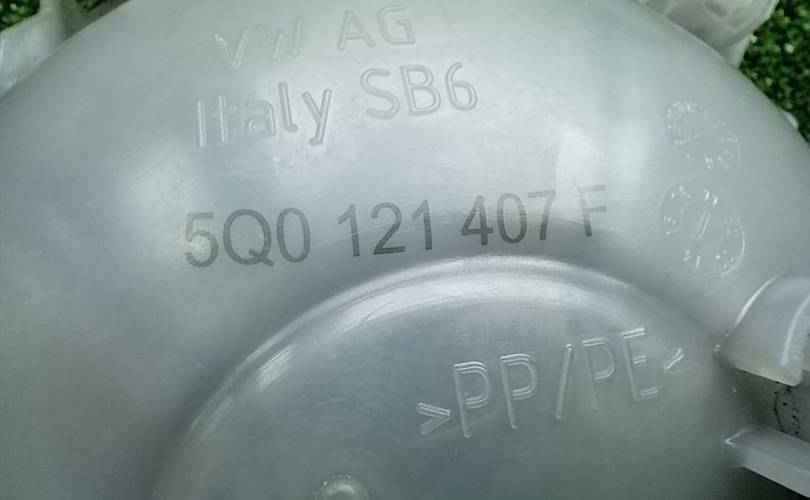 VW AG
Italy SB6
5Q0 121 407 F
>PP/PE<